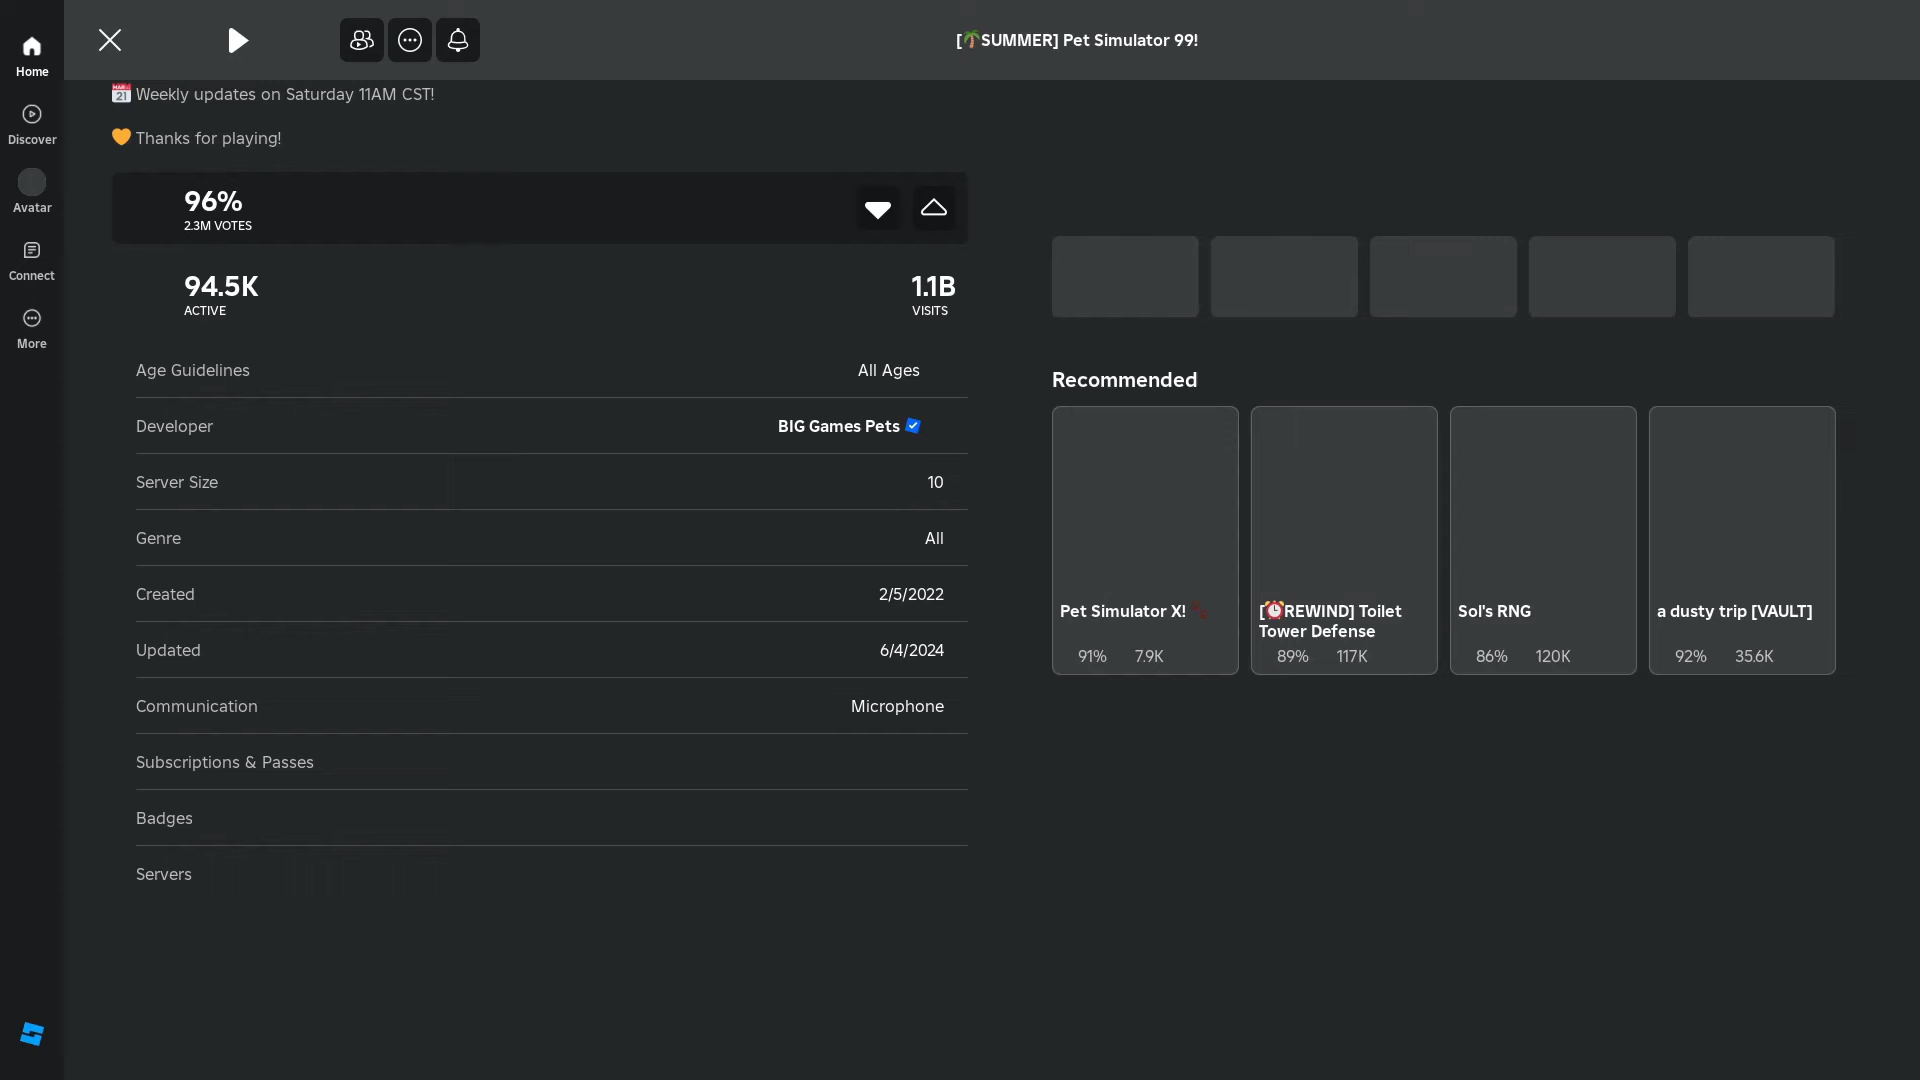 Home
Discover
Avatar
Connect
More
[🌴SUMMER] Pet Simulator 99!
📅 Weekly updates on Saturday 11AM CST!
🧡 Thanks for playing!
96%
2.3M VOTES
94.5K
ACTIVE
1.1B
VISITS
Age Guidelines All Ages
Developer BIG Games Pets
Server Size 10
Genre All
Created 2/5/2022
Updated 6/4/2024
Communication Microphone
Subscriptions & Passes
Badges
Servers
Recommended
Pet Simulator X! 🐾
91% 7.9K
[⏰REWIND] Toilet
Tower Defense
89% 117K
Sol's RNG
86% 120K
a dusty trip [VAULT]
92% 35.6K